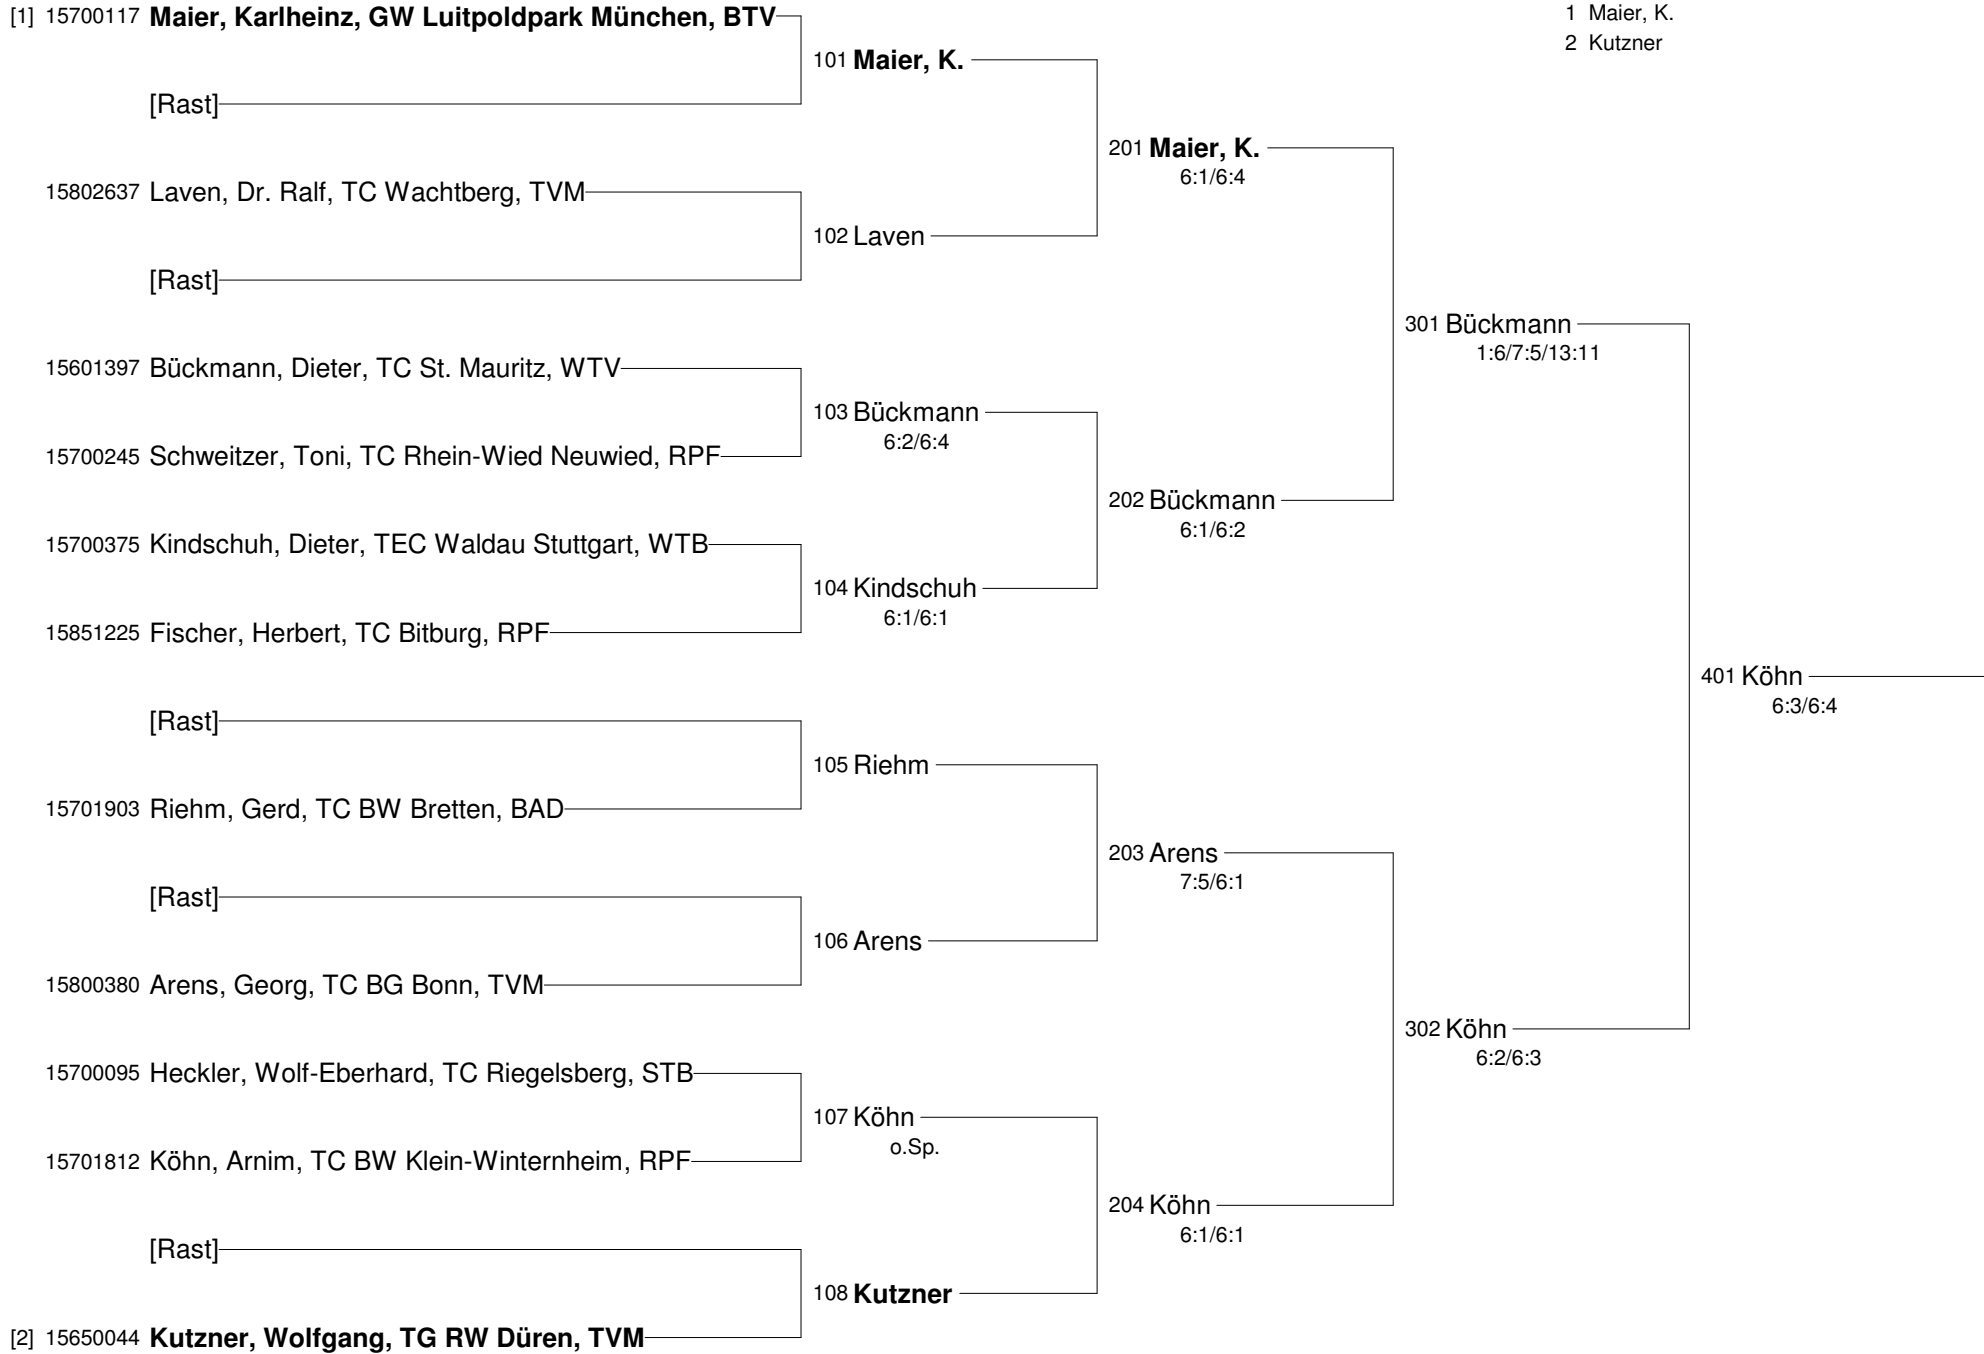 [1] 15700117 Maier, Karlheinz, GW Luitpoldpark München, BTV
1 Maier, K.
2 Kutzner
101 Maier, K.
[Rast]
201 Maier, K.
6:1/6:4
15802637 Laven, Dr. Ralf, TC Wachtberg, TVM
102 Laven
[Rast]
301 Bückmann
1:6/7:5/13:11
15601397 Bückmann, Dieter, TC St. Mauritz, WTV
103 Bückmann
6:2/6:4
15700245 Schweitzer, Toni, TC Rhein-Wied Neuwied, RPF
202 Bückmann
6:1/6:2
15700375 Kindschuh, Dieter, TEC Waldau Stuttgart, WTB
104 Kindschuh
6:1/6:1
15851225 Fischer, Herbert, TC Bitburg, RPF
401 Köhn
6:3/6:4
[Rast]
105 Riehm
15701903 Riehm, Gerd, TC BW Bretten, BAD
203 Arens
7:5/6:1
[Rast]
106 Arens
15800380 Arens, Georg, TC BG Bonn, TVM
302 Köhn
6:2/6:3
15700095 Heckler, Wolf-Eberhard, TC Riegelsberg, STB
107 Köhn
o.Sp.
15701812 Köhn, Arnim, TC BW Klein-Winternheim, RPF
204 Köhn
6:1/6:1
[Rast]
108 Kutzner
[2] 15650044 Kutzner, Wolfgang, TG RW Düren, TVM